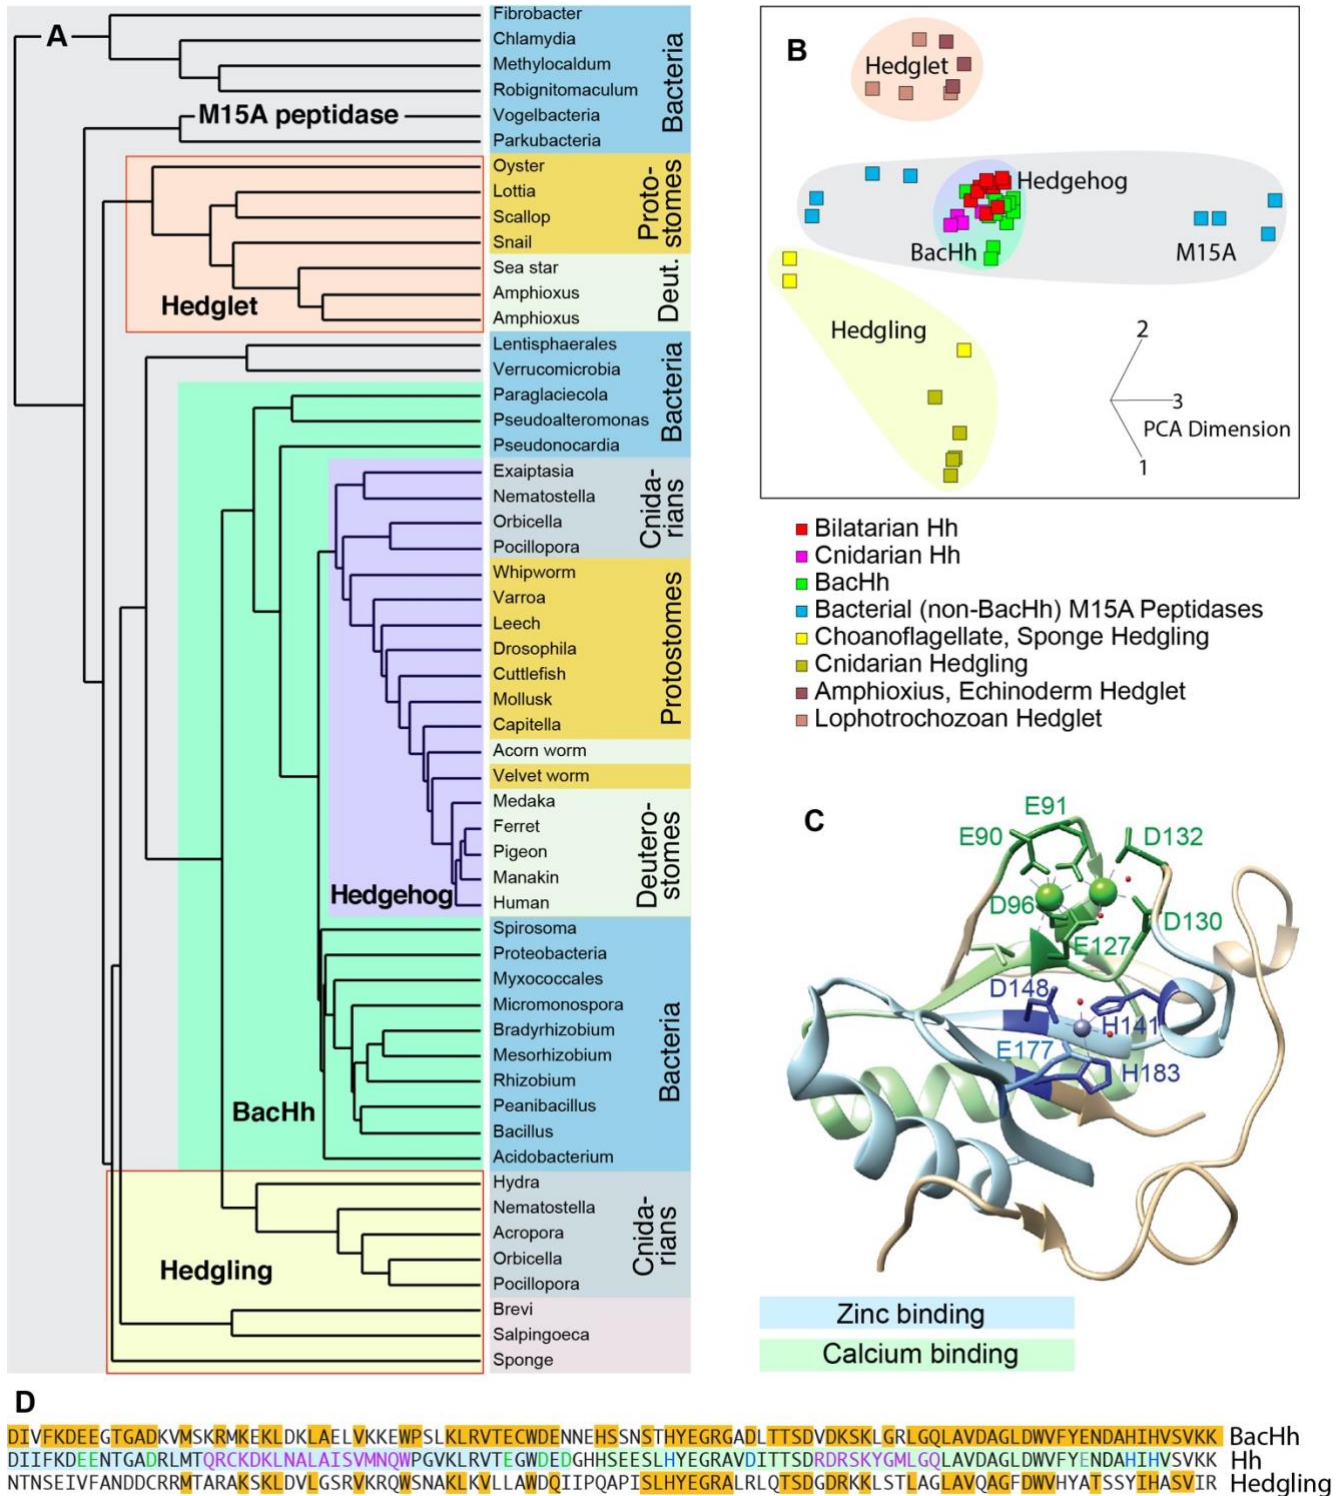 A
Fibrobacter
Chlamydia
Methylocaldum
Robignitomaculum
M15A peptidase
Vogelbacteria
Parkubacteria
Bacteria
Oyster
Lottia
Scallop
Snail
Proto-
stomes
Sea star
Amphioxus
Amphioxus
Deut.
Hedglet
Lentisphaerales
Verrucomicrobia
Paraglaciecola
Pseudoalteromonas
Pseudonocardia
Bacteria
Exaiptasia
Nematostella
Orbicella
Pocillopora
Cnida-
rians
Whipworm
Varroa
Leech
Drosophila
Cuttlefish
Mollusk
Capitella
Protostomes
Acorn worm
Velvet worm
Medaka
Ferret
Pigeon
Manakin
Human
Deutero-
stomes
Hedgehog
Spirosoma
Proteobacteria
Myxococcales
Micromonospora
Bradyrhizobium
Mesorhizobium
Rhizobium
Peanibacillus
Bacillus
Acidobacterium
Bacteria
BacHh
Hydra
Nematostella
Acropora
Orbicella
Pocillopora
Cnida-
rians
Hedgling
Brevi
Salpingoeca
Sponge
B
Hedglet
Hedgehog
BacHh
M15A
Hedgling
2
3
PCA Dimension
1
Bilatarian Hh
Cnidarian Hh
BacHh
Bacterial (non-BacHh) M15A Peptidases
Choanoflagellate, Sponge Hedgling
Cnidarian Hedgling
Amphioxius, Echinoderm Hedglet
Lophotrochozoan Hedglet
C
E91
E90
D132
D96
D130
E127
D148
H141
E177
H183
Zinc binding
Calcium binding
D
DIVFKDEEGTGADKVMSKRMKEKLDKLAELVKKEWPSLKLRVTECWDENNEHSSNSTHYEGRGADLTTSDVDKSKLGRLGQLAVDAGLDWVFYENDAHIHVSVKK BacHh
DIIFKDEENTGADRLMTQRCKDKLNALAISVMNQWPGVKLRVTEGWDEDGHHSEESLHYEGRAVDITTSDRDRSKYGMLGQLAVDAGLDWVFYENDAHIHVSVKK Hh
NTNSEIVFANDDCRRMTARAKSKLDVLGSRVKRQWSNAKLKVLLAWDQIIPQAPISLHYEGRALRLQTSDGDRKKLSTLAGLAVQAGFDWVHYATSSYIHASVIR Hedgling